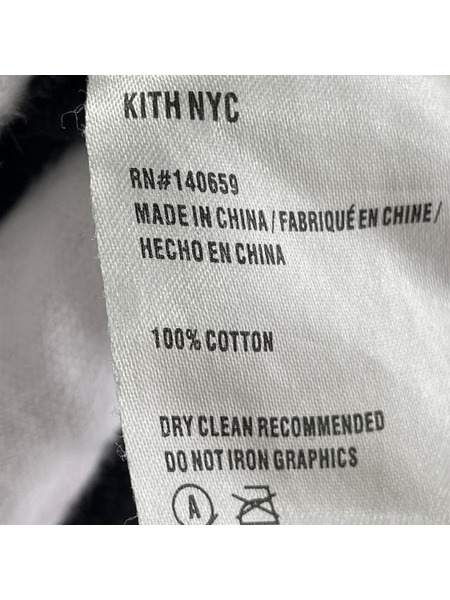 KITH NYC
RN#140659
MADE IN CHINA/FABRIQUÉ EN CHINE/
HECHO EN CHINA
100% COTTON
DRY CLEAN RECOMMENDED
DO NOT IRON GRAPHICS
A